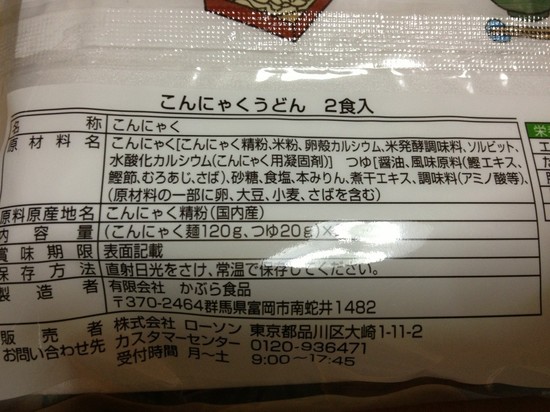 こんにゃくうどん 2食入
名 称 こんにゃく
原 材 料 名 こんにゃく[こんにゃく精粉、米粉、卵殻カルシウム、米発酵調味料、ソルビット、
水酸化カルシウム(こんにゃく用凝固剤)] つゆ[醤油、風味原料(鰹エキス、
鰹節、むろあじ、さば)、砂糖、食塩、本みりん、煮干エキス、調味料(アミノ酸等)、
(原材料の一部に卵、大豆、小麦、さばを含む)
原料原産地名 こんにゃく精粉(国内産)
内 容 量 (こんにゃく麺120g、つゆ20g)×
賞 味 期 限 表面記載
保 存 方 法 直射日光をさけ、常温で保存してください。
製 造 者 有限会社 かぶら食品
〒370-2464群馬県富岡市南蛇井1482
販 売 者 株式会社 ローソン 東京都品川区大崎1-11-2
お問い合わせ先 カスタマーセンター 0120-936471
受付時間 月~土 9:00~17:45
栄
エ
た